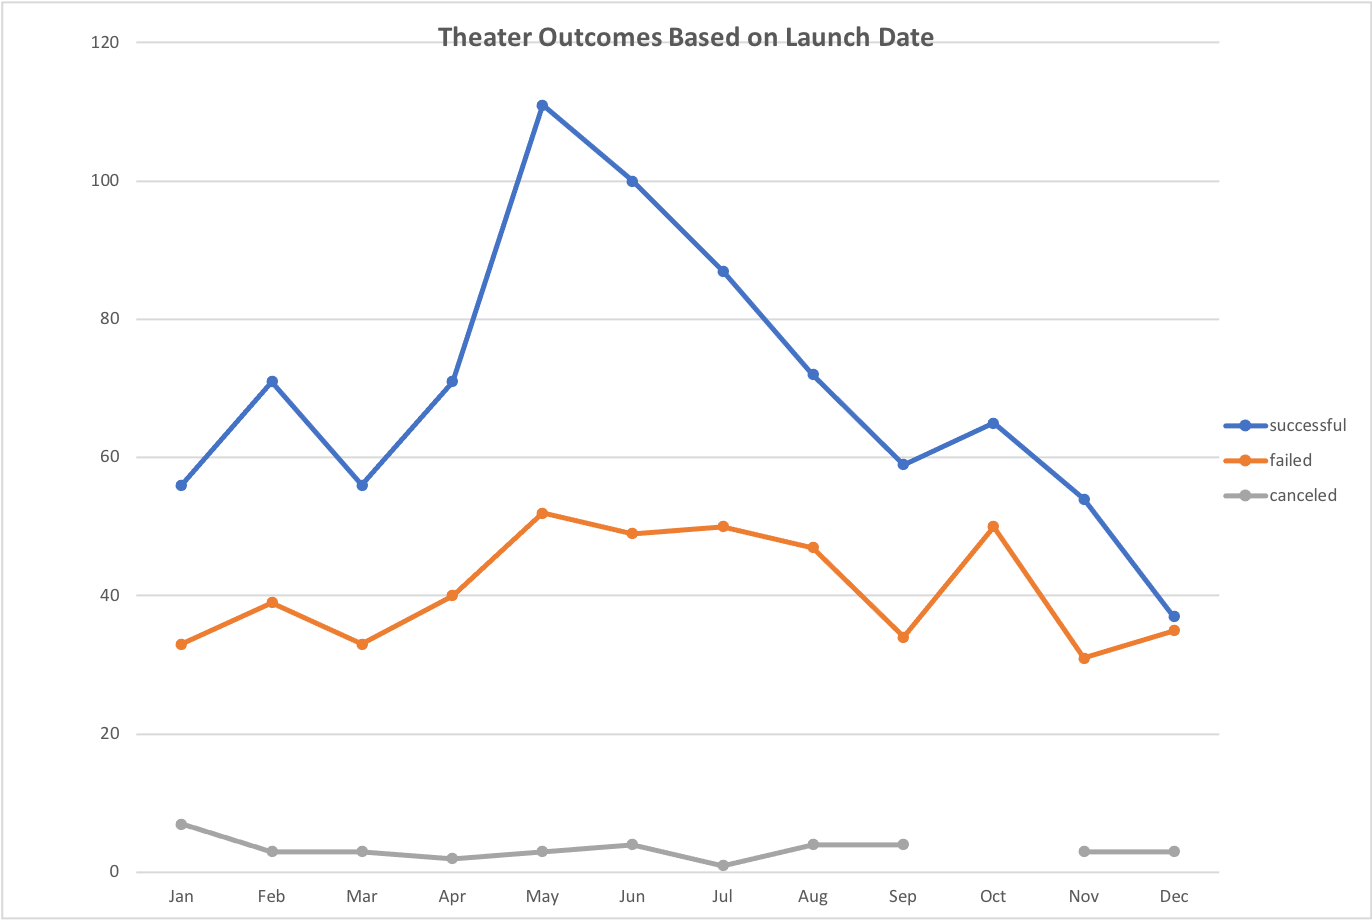 Theater Outcomes Based on Launch Date
120
100
80
60
40
20
0
Jan Feb Mar Apr May Jun Jul Aug Sep Oct Nov Dec
successful
failed
canceled